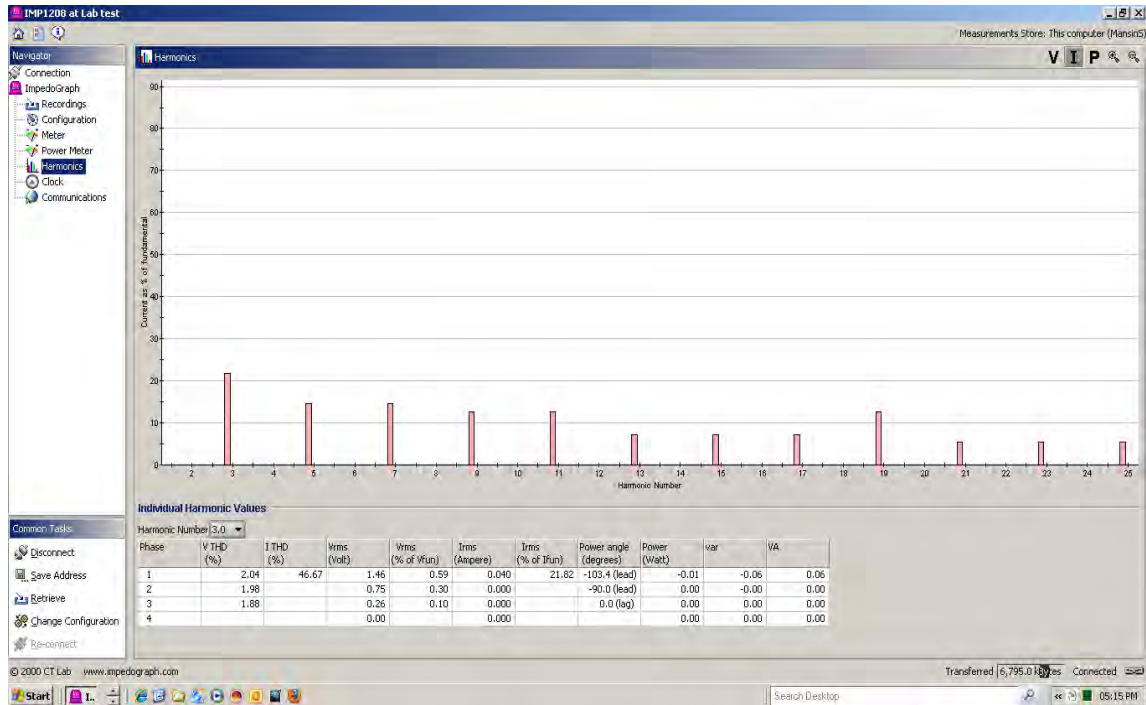 IMP1208 at Lab test
Measurements Store: This computer (MansinS)
Navigator
Connection
ImpedoGraph
Recordings
Configuration
Meter
Power Meter
Harmonics
Clock
Communications
Harmonics
V I P
90
80
70
60
50
40
30
20
10
0
Current as % of fundamental
2 3 4 5 6 7 8 9 10 11 12 13 14 15 16 17 18 19 20 21 22 23 24 25
Harmonic Number
Individual Harmonic Values
Harmonic Number 3.0
Phase V THD (%) I THD (%) Vrms (Volt) Vrms (% of Vfun) Irms (Ampere) Irms (% of Ifun) Power angle (degrees) Power (Watt) var VA
1 2.04 46.67 1.46 0.59 0.040 21.82 -103.4 (lead) -0.01 -0.06 0.06
2 1.98 0.75 0.30 0.000 -90.0 (lead) 0.00 -0.00 0.00
3 1.88 0.26 0.10 0.000 0.0 (lag) 0.00 0.00 0.00
4 0.00 0.000 0.00 0.00 0.00
Common Tasks
Disconnect
Save Address
Retrieve
Change Configuration
Re-connect
© 2000 CT Lab www.impedograph.com
Transferred 6,795.0 kBytes Connected
Start I.. Search Desktop 05:15 PM